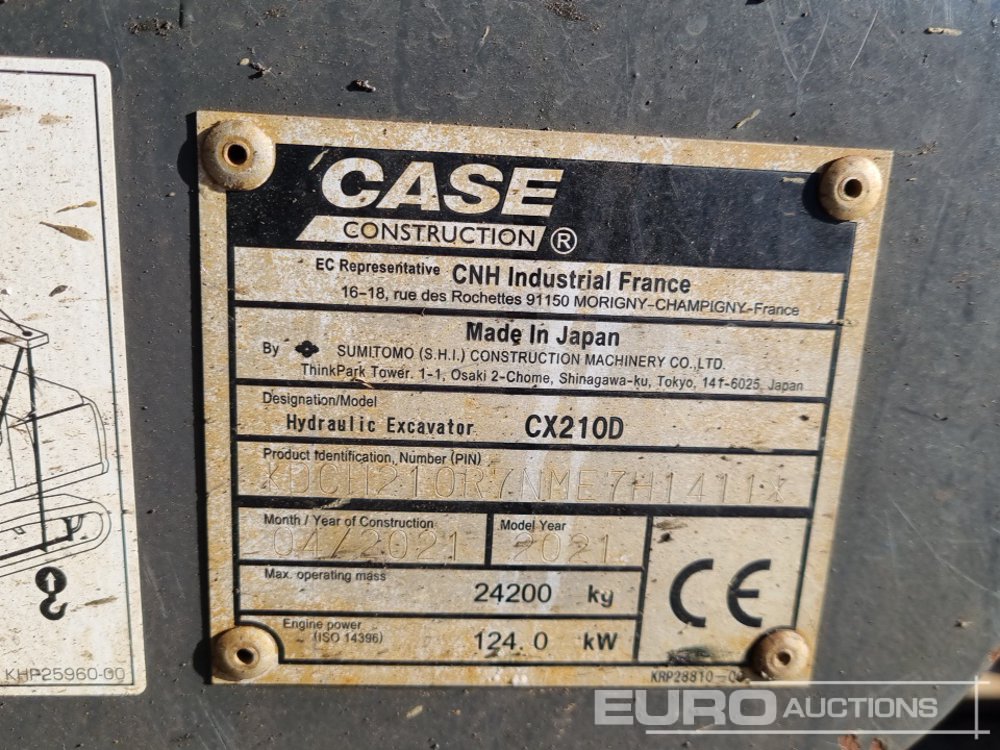 CASE
CONSTRUCTION ®
EC Representative CNH Industrial France
16-18, rue des Rochettes 91150 MORIGNY-CHAMPIGNY-France
Made In Japan
By SUMITOMO (S.H.I.) CONSTRUCTION MACHINERY CO.,LTD.
ThinkPark Tower. 1-1, Osaki 2-Chome, Shinagawa-ku, Tokyo, 141-6025, Japan
Designation/Model
Hydraulic Excavator CX210D
Product Identification, Number (PIN)
KDCH210R7NME7H1411X
Month / Year of Construction
04/2021
Model Year
2021
Max. operating mass
24200 kg
Engine power
(ISO 14396)
124.0 kW
CE
KRP28810-00
KHP25960-00
EURO AUCTIONS